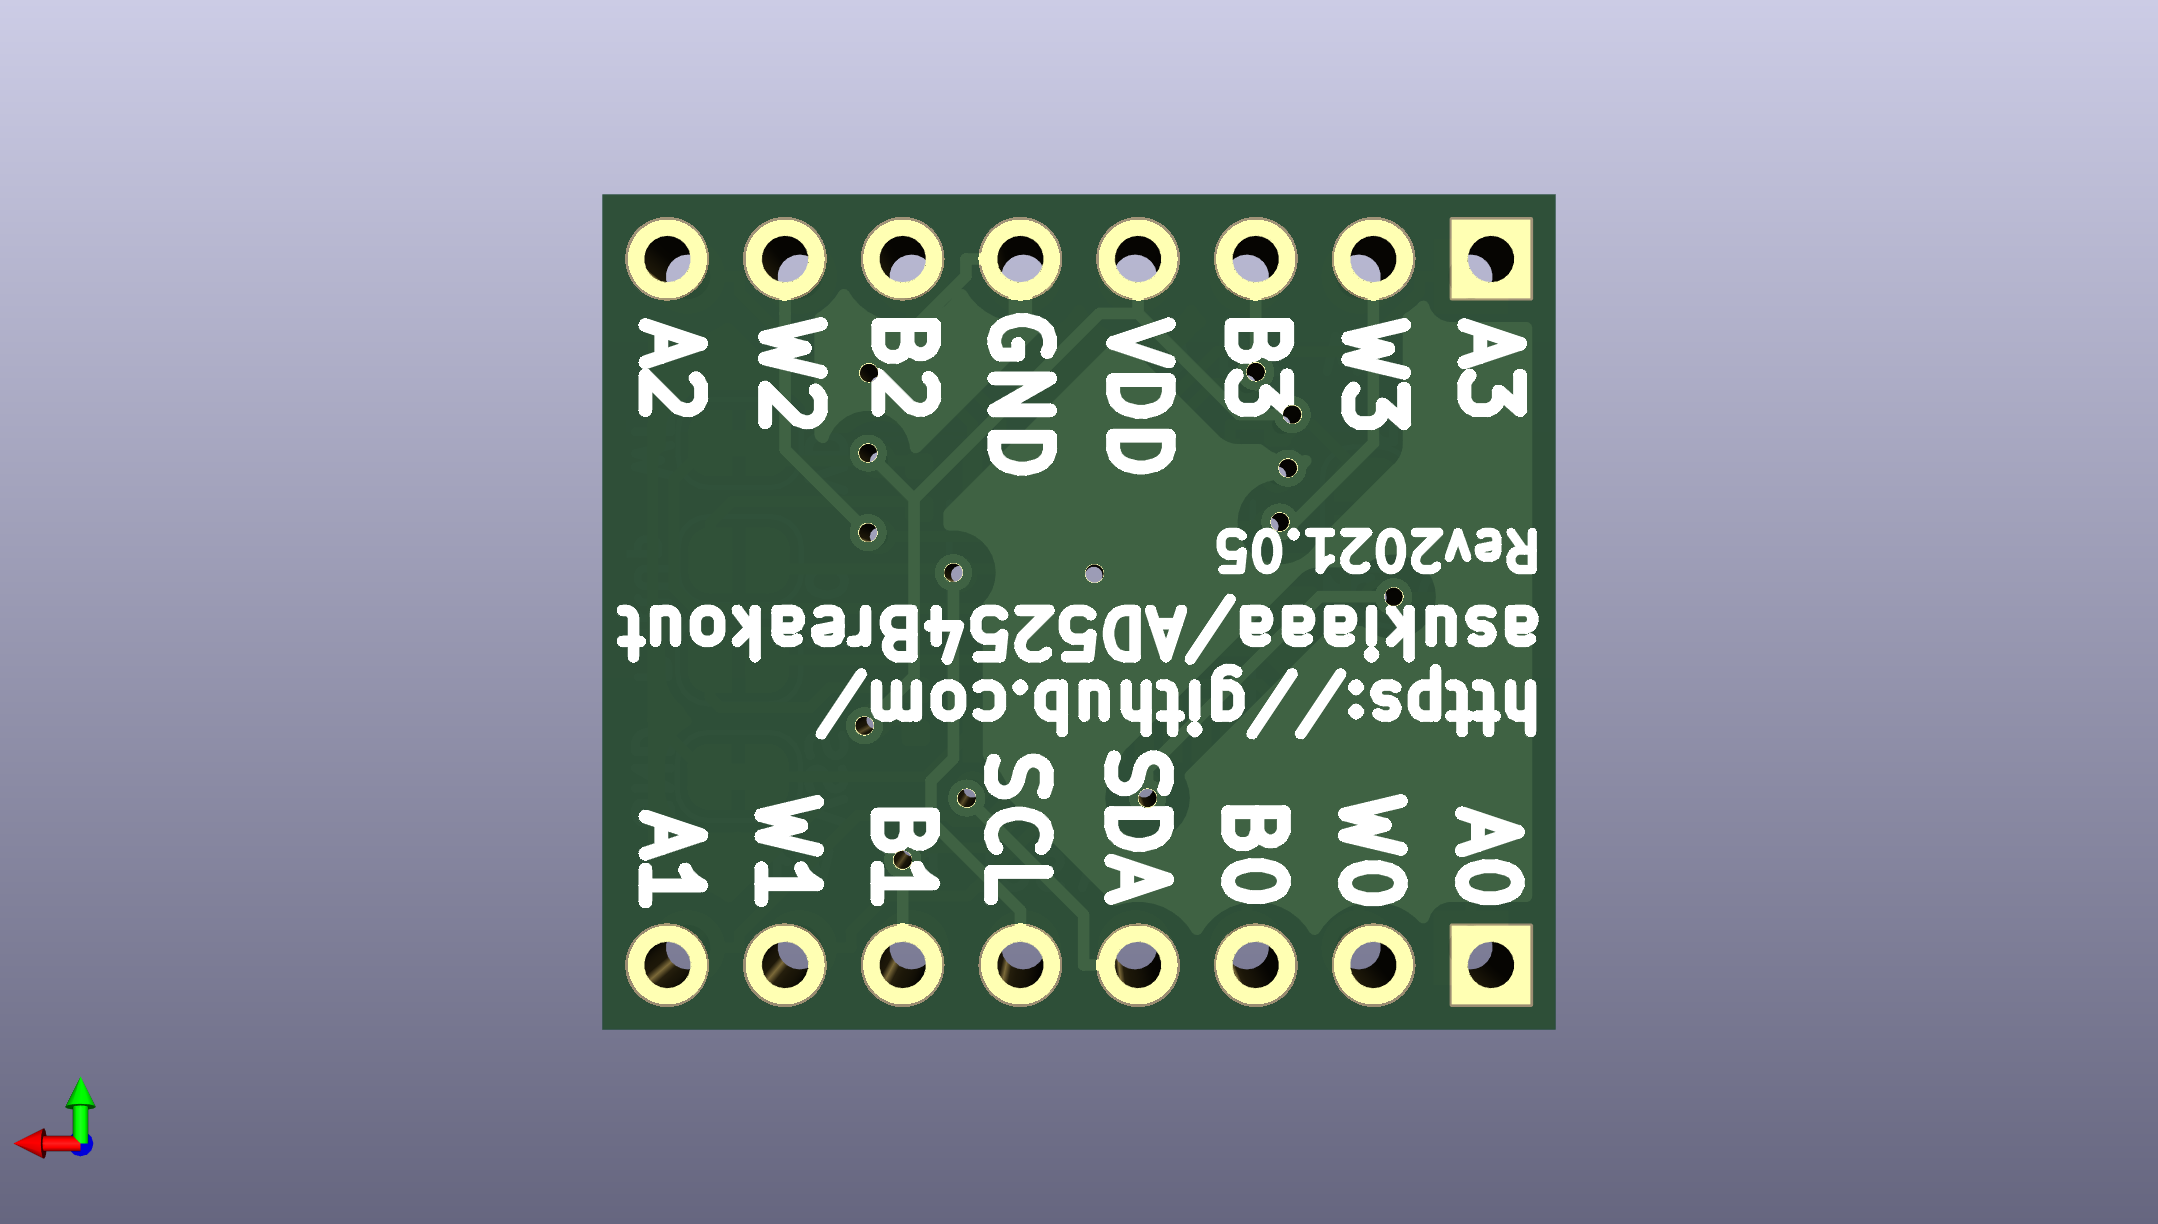 A2
W2
B2
GND
VDD
B3
W3
A3
https://github.com/
asukiaaa/AD5254Breakout
Rev2021.05
A1
W1
B1
SCL
SDA
B0
W0
A0